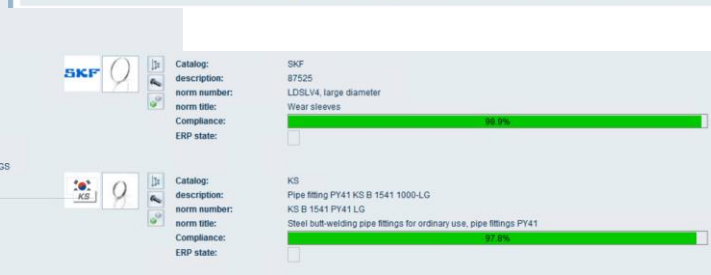 SKF
Catalog: SKF
description: 87525
norm number: LDSLV4, large diameter
norm title: Wear sleeves
Compliance: 98.9%
ERP state:
GS
KS
Catalog: KS
description: Pipe fitting PY41 KS B 1541 1000-LG
norm number: KS B 1541 PY41 LG
norm title: Steel butt-welding pipe fittings for ordinary use, pipe fittings PY41
Compliance: 97.8%
ERP state: